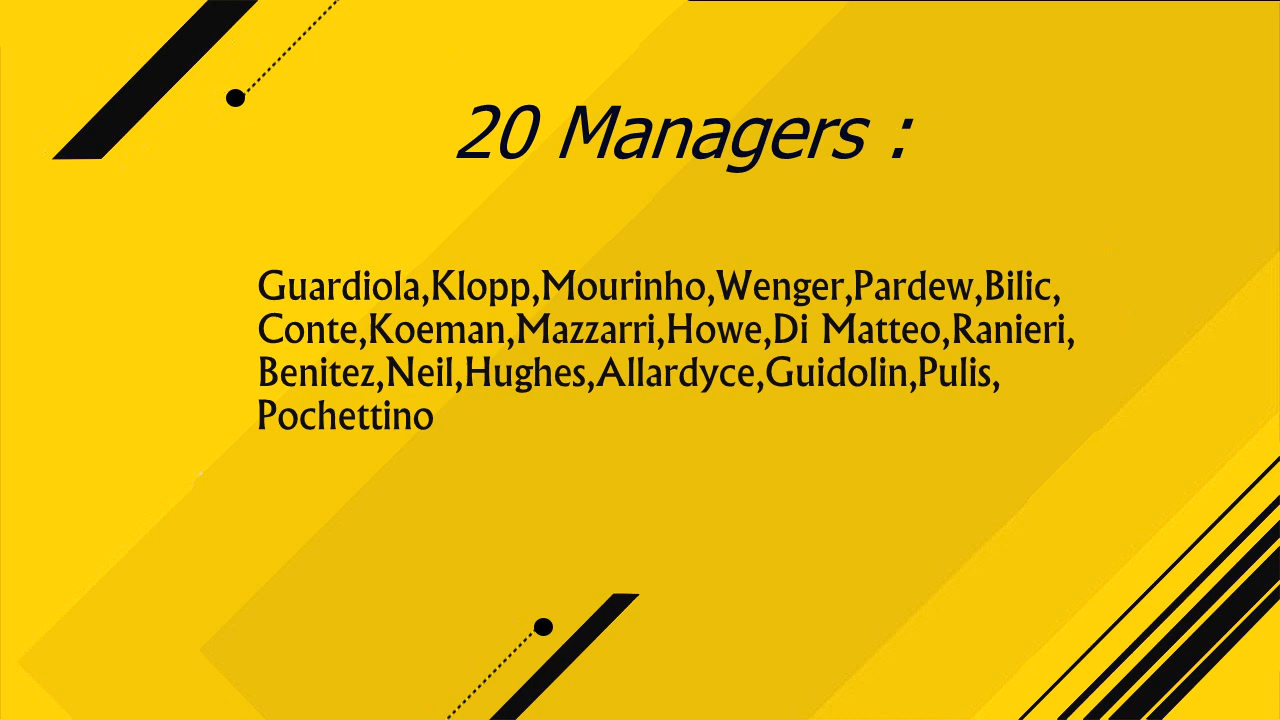 20 Managers :
Guardiola,Klopp,Mourinho,Wenger,Pardew,Bilic,
Conte,Koeman,Mazzarri,Howe,Di Matteo,Ranieri,
Benitez,Neil,Hughes,Allardyce,Guidolin,Pulis,
Pochettino